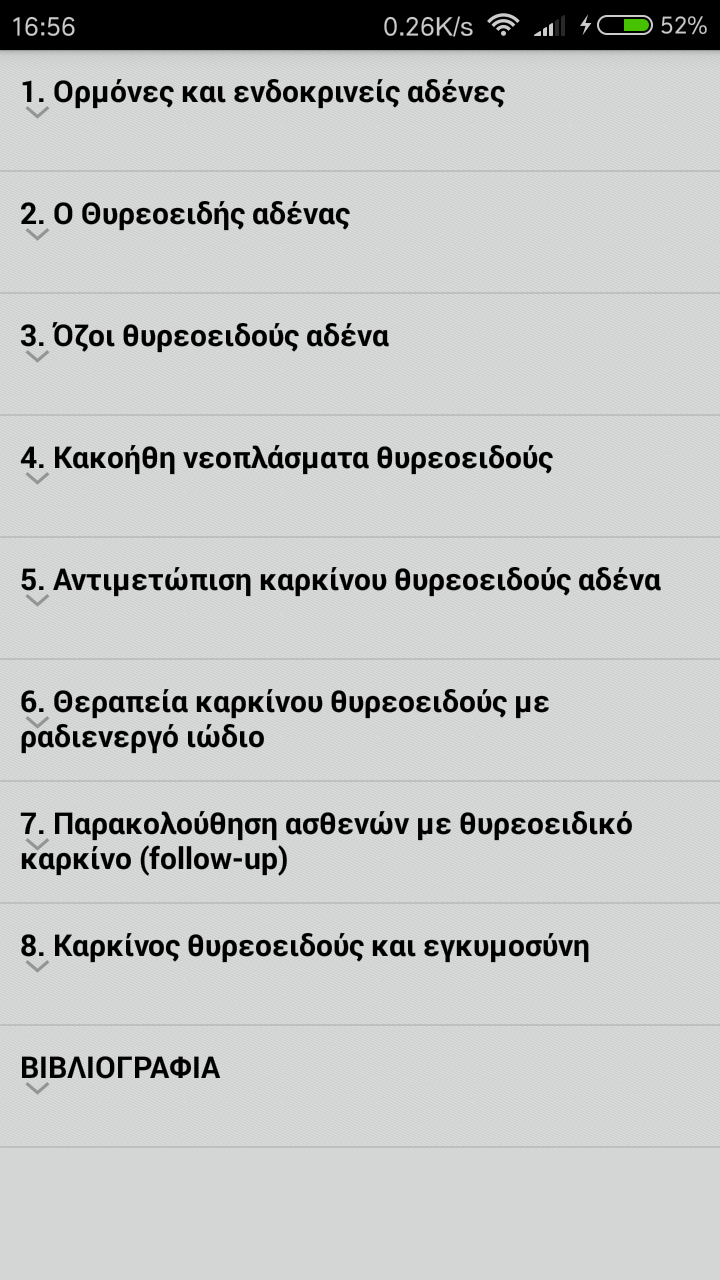 16:56 0.26K/s 52%
1. Ορμόνες και ενδοκρινείς αδένες
2. Ο Θυρεοειδής αδένας
3. Όζοι θυρεοειδούς αδένα
4. Κακοήθη νεοπλάσματα θυρεοειδούς
5. Αντιμετώπιση καρκίνου θυρεοειδούς αδένα
6. Θεραπεία καρκίνου θυρεοειδούς με
ραδιενεργό ιώδιο
7. Παρακολούθηση ασθενών με θυρεοειδικό
καρκίνο (follow-up)
8. Καρκίνος θυρεοειδούς και εγκυμοσύνη
ΒΙΒΛΙΟΓΡΑΦΙΑ